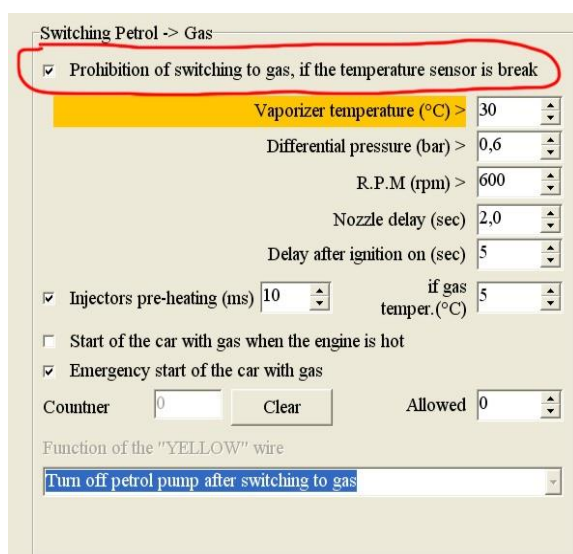 Switching Petrol -> Gas
Prohibition of switching to gas, if the temperature sensor is break
Vaporizer temperature (°C) > 30
Differential pressure (bar) > 0,6
R.P.M (rpm) > 600
Nozzle delay (sec) 2,0
Delay after ignition on (sec) 5
Injectors pre-heating (ms) 10 if gas
temper.(°C) 5
Start of the car with gas when the engine is hot
Emergency start of the car with gas
Countner 0 Clear Allowed 0
Function of the "YELLOW" wire
Turn off petrol pump after switching to gas